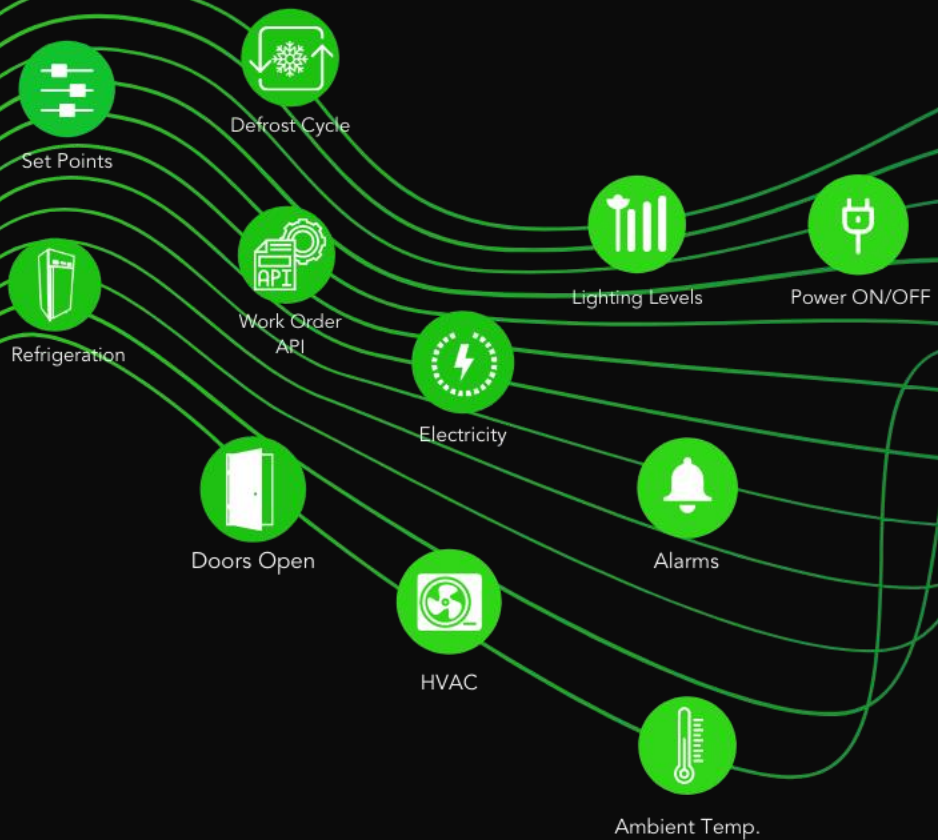 Defrost Cycle
Set Points
Lighting Levels
Power ON/OFF
API
Work Order
API
Refrigeration
Electricity
Doors Open
Alarms
HVAC
Ambient Temp.